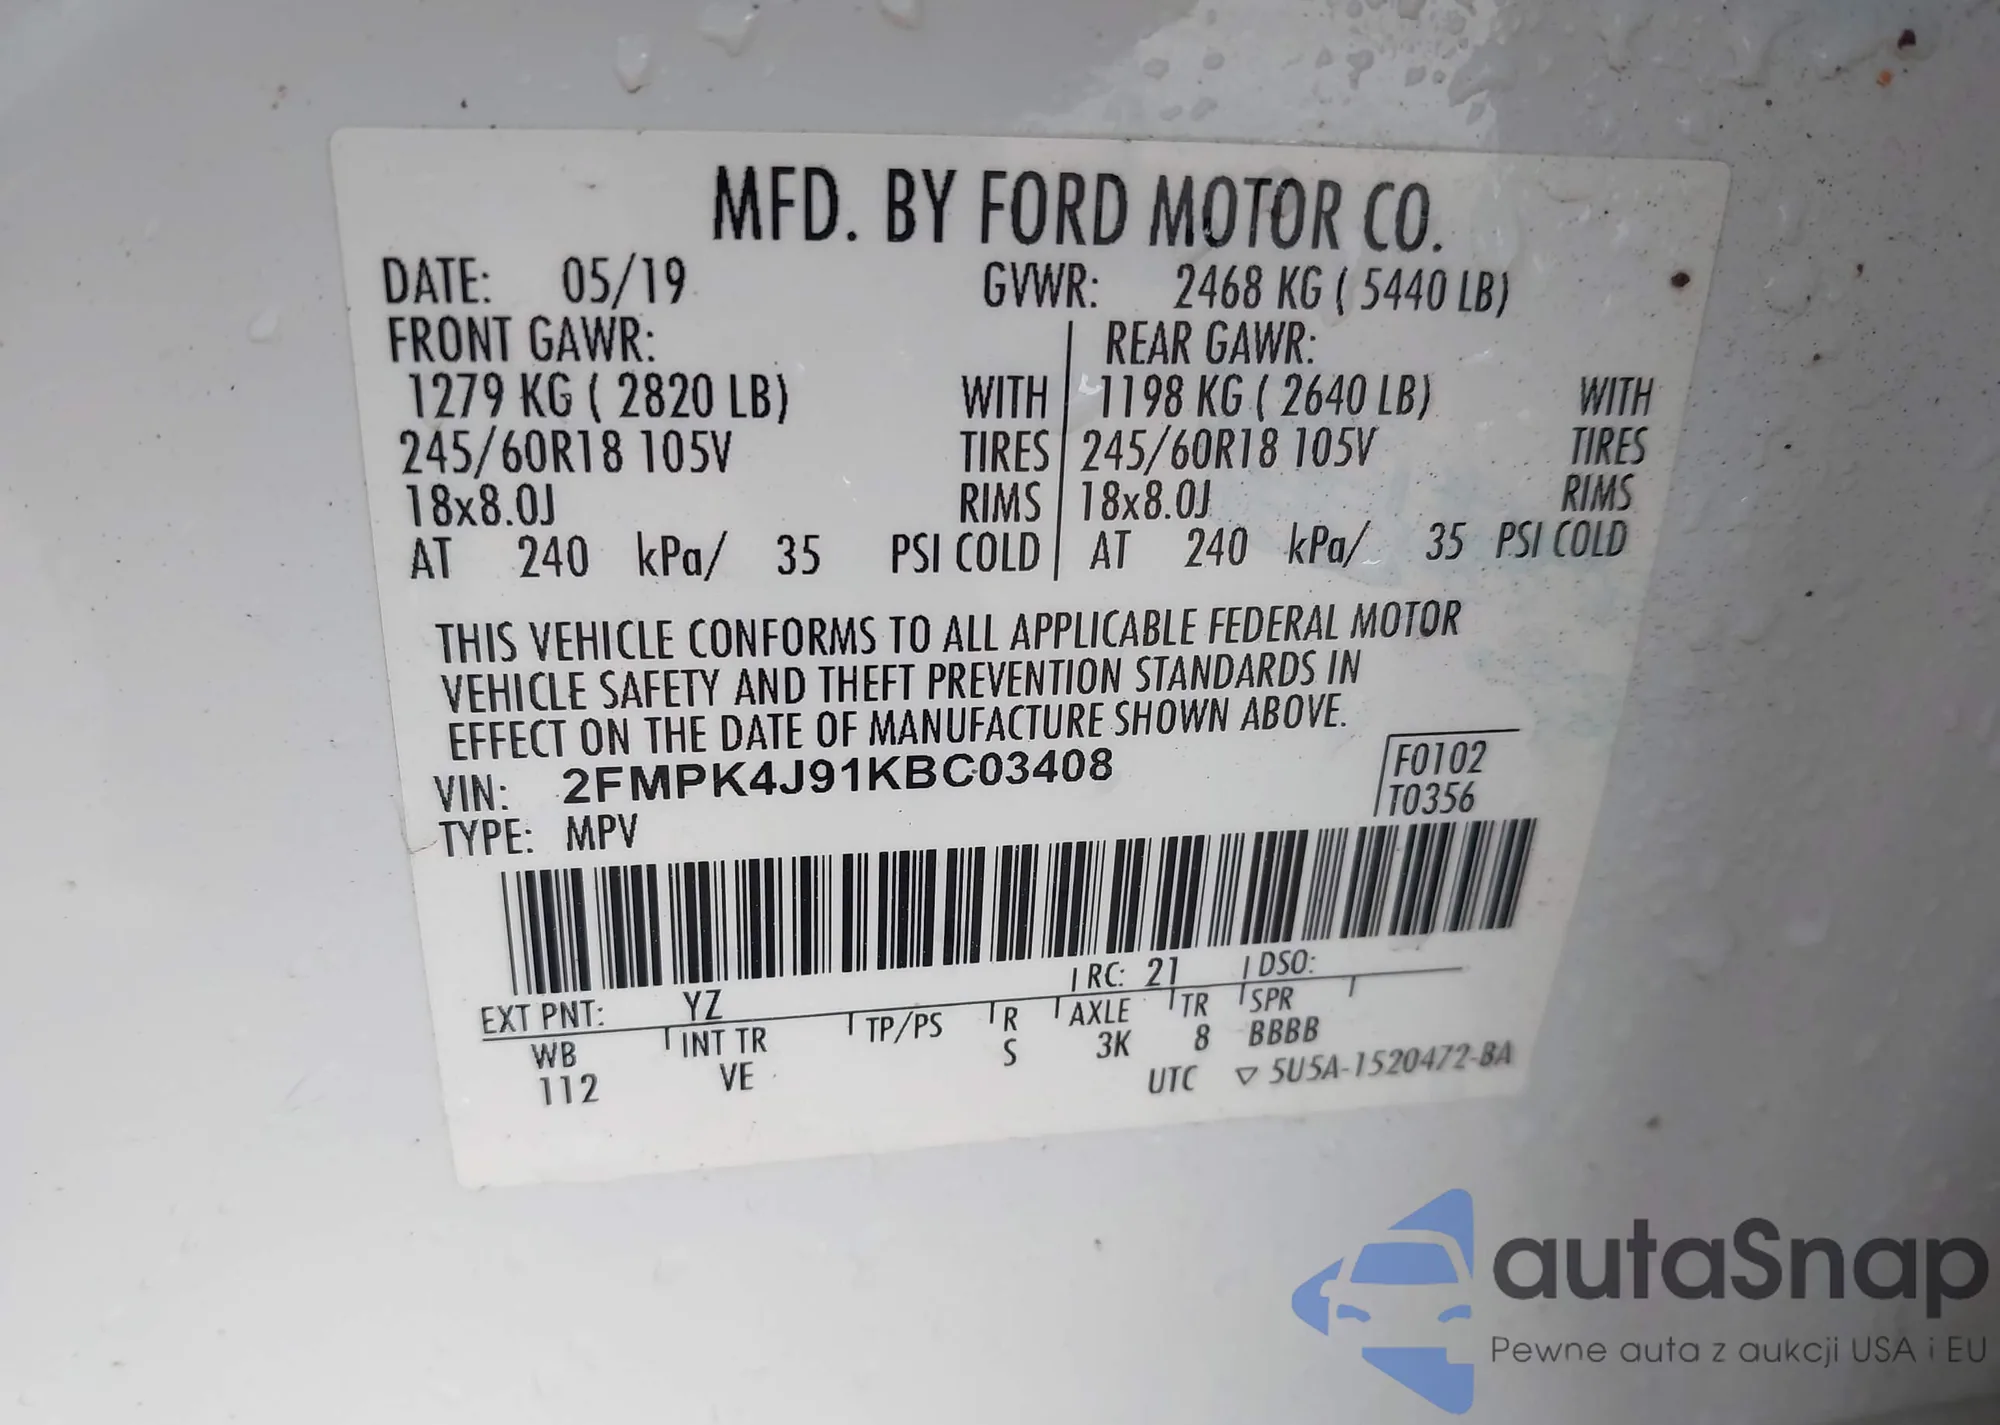 MFD. BY FORD MOTOR CO.
DATE: 05/19 GVWR: 2468 KG ( 5440 LB)
FRONT GAWR: REAR GAWR:
1279 KG ( 2820 LB) WITH 1198 KG ( 2640 LB) WITH
245/60R18 105V TIRES 245/60R18 105V TIRES
18x8.0J RIMS 18x8.0J RIMS
AT 240 kPa/ 35 PSI COLD AT 240 kPa/ 35 PSI COLD
THIS VEHICLE CONFORMS TO ALL APPLICABLE FEDERAL MOTOR
VEHICLE SAFETY AND THEFT PREVENTION STANDARDS IN
EFFECT ON THE DATE OF MANUFACTURE SHOWN ABOVE.
VIN: 2FMPK4J91KBC03408 F0102
TYPE: MPV T0356
EXT PNT: YZ RC: 21 DSO:
WB INT TR TP/PS R AXLE TR SPR
112 VE S 3K 8 BBBB
UTC ▽ 5U5A-1520472-BA
autaSnap
Pewne auta z aukcji USA i EU